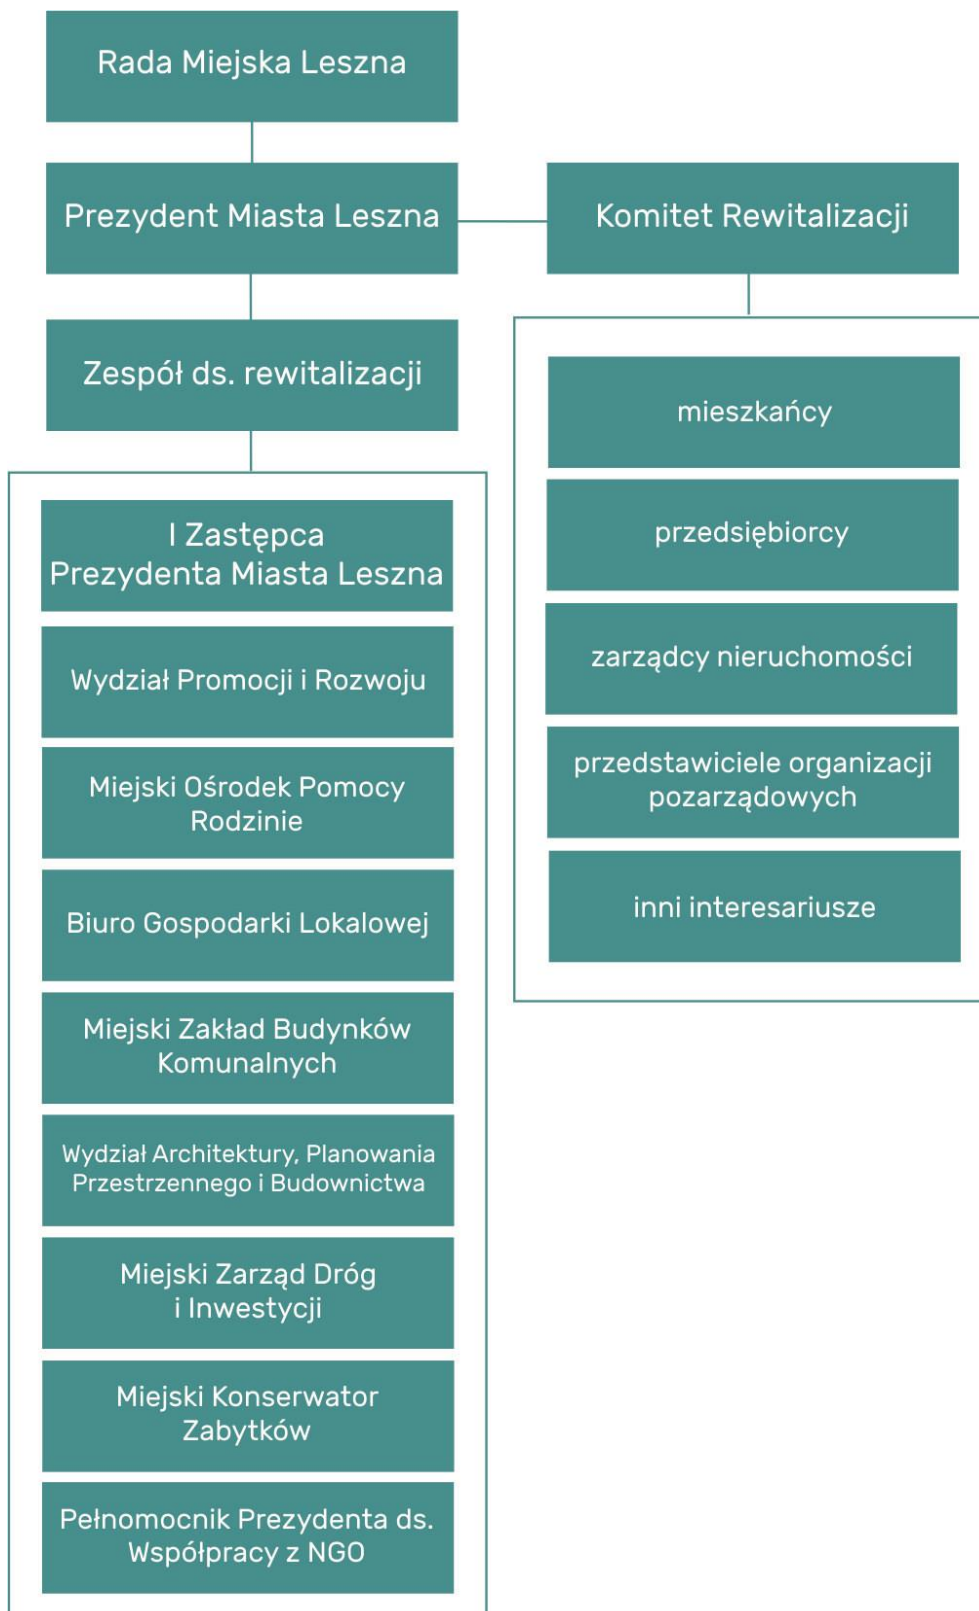 Rada Miejska Leszna
Prezydent Miasta Leszna
Komitet Rewitalizacji
Zespół ds. rewitalizacji
I Zastępca
Prezydenta Miasta Leszna
Wydział Promocji i Rozwoju
Miejski Ośrodek Pomocy
Rodzinie
Biuro Gospodarki Lokalowej
Miejski Zakład Budynków
Komunalnych
Wydział Architektury, Planowania
Przestrzennego i Budownictwa
Miejski Zarząd Dróg
i Inwestycji
Miejski Konserwator
Zabytków
Pełnomocnik Prezydenta ds.
Współpracy z NGO
mieszkańcy
przedsiębiorcy
zarządcy nieruchomości
przedstawiciele organizacji
pozarządowych
inni interesariusze